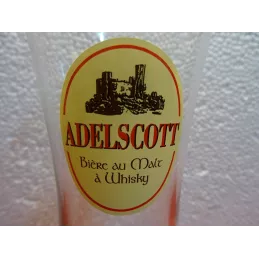 ADELSCOTT
Bière au Malt
à Whisky